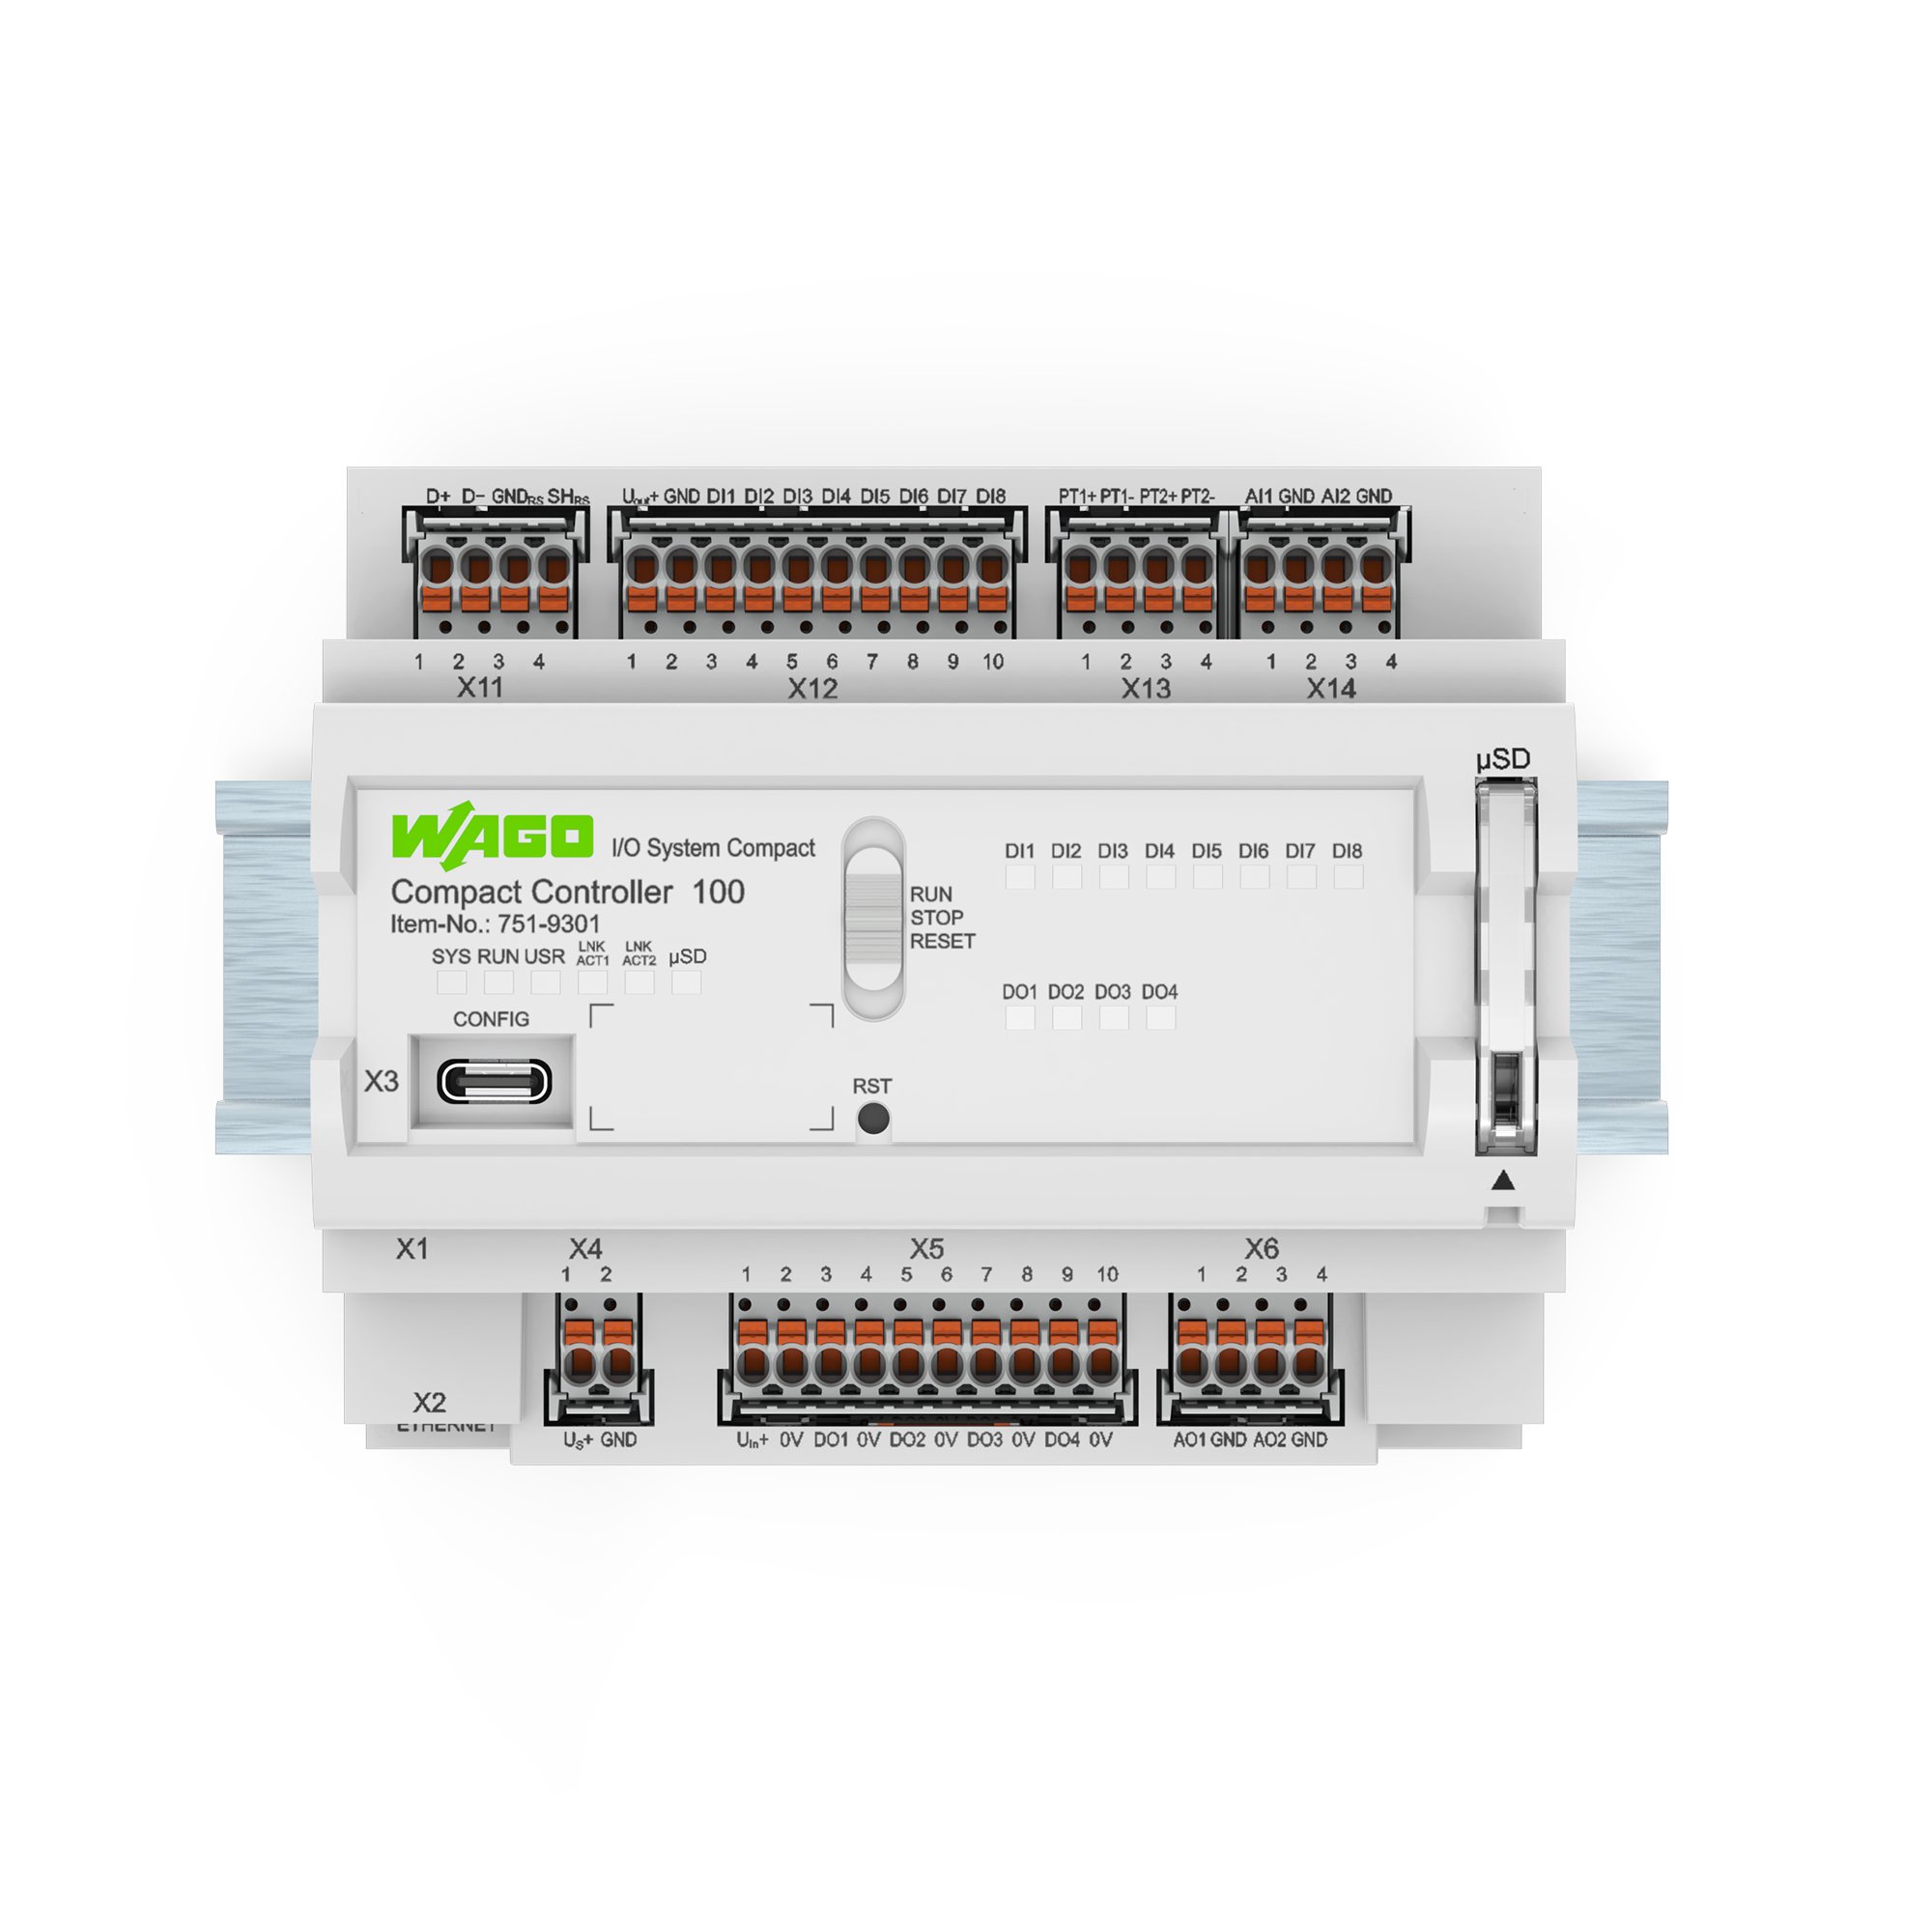 D+ D- GNDRS SHRS
Uout+ GND DI1 DI2 DI3 DI4 DI5 DI6 DI7 DI8
PT1+ PT1- PT2+ PT2-
AI1 GND AI2 GND
1 2 3 4
X11
1 2 3 4 5 6 7 8 9 10
X12
1 2 3 4
X13
1 2 3 4
X14
µSD
WAGO I/O System Compact
Compact Controller 100
Item-No.: 751-9301
SYS RUN USR LNK ACT1 LNK ACT2 µSD
CONFIG
X3
RUN
STOP
RESET
RST
DI1 DI2 DI3 DI4 DI5 DI6 DI7 DI8
DO1 DO2 DO3 DO4
X1
X4
1 2
X5
1 2 3 4 5 6 7 8 9 10
X6
1 2 3 4
X2
ETHERNET
US+ GND
Uin+ 0V DO1 0V DO2 0V DO3 0V DO4 0V
AO1 GND AO2 GND